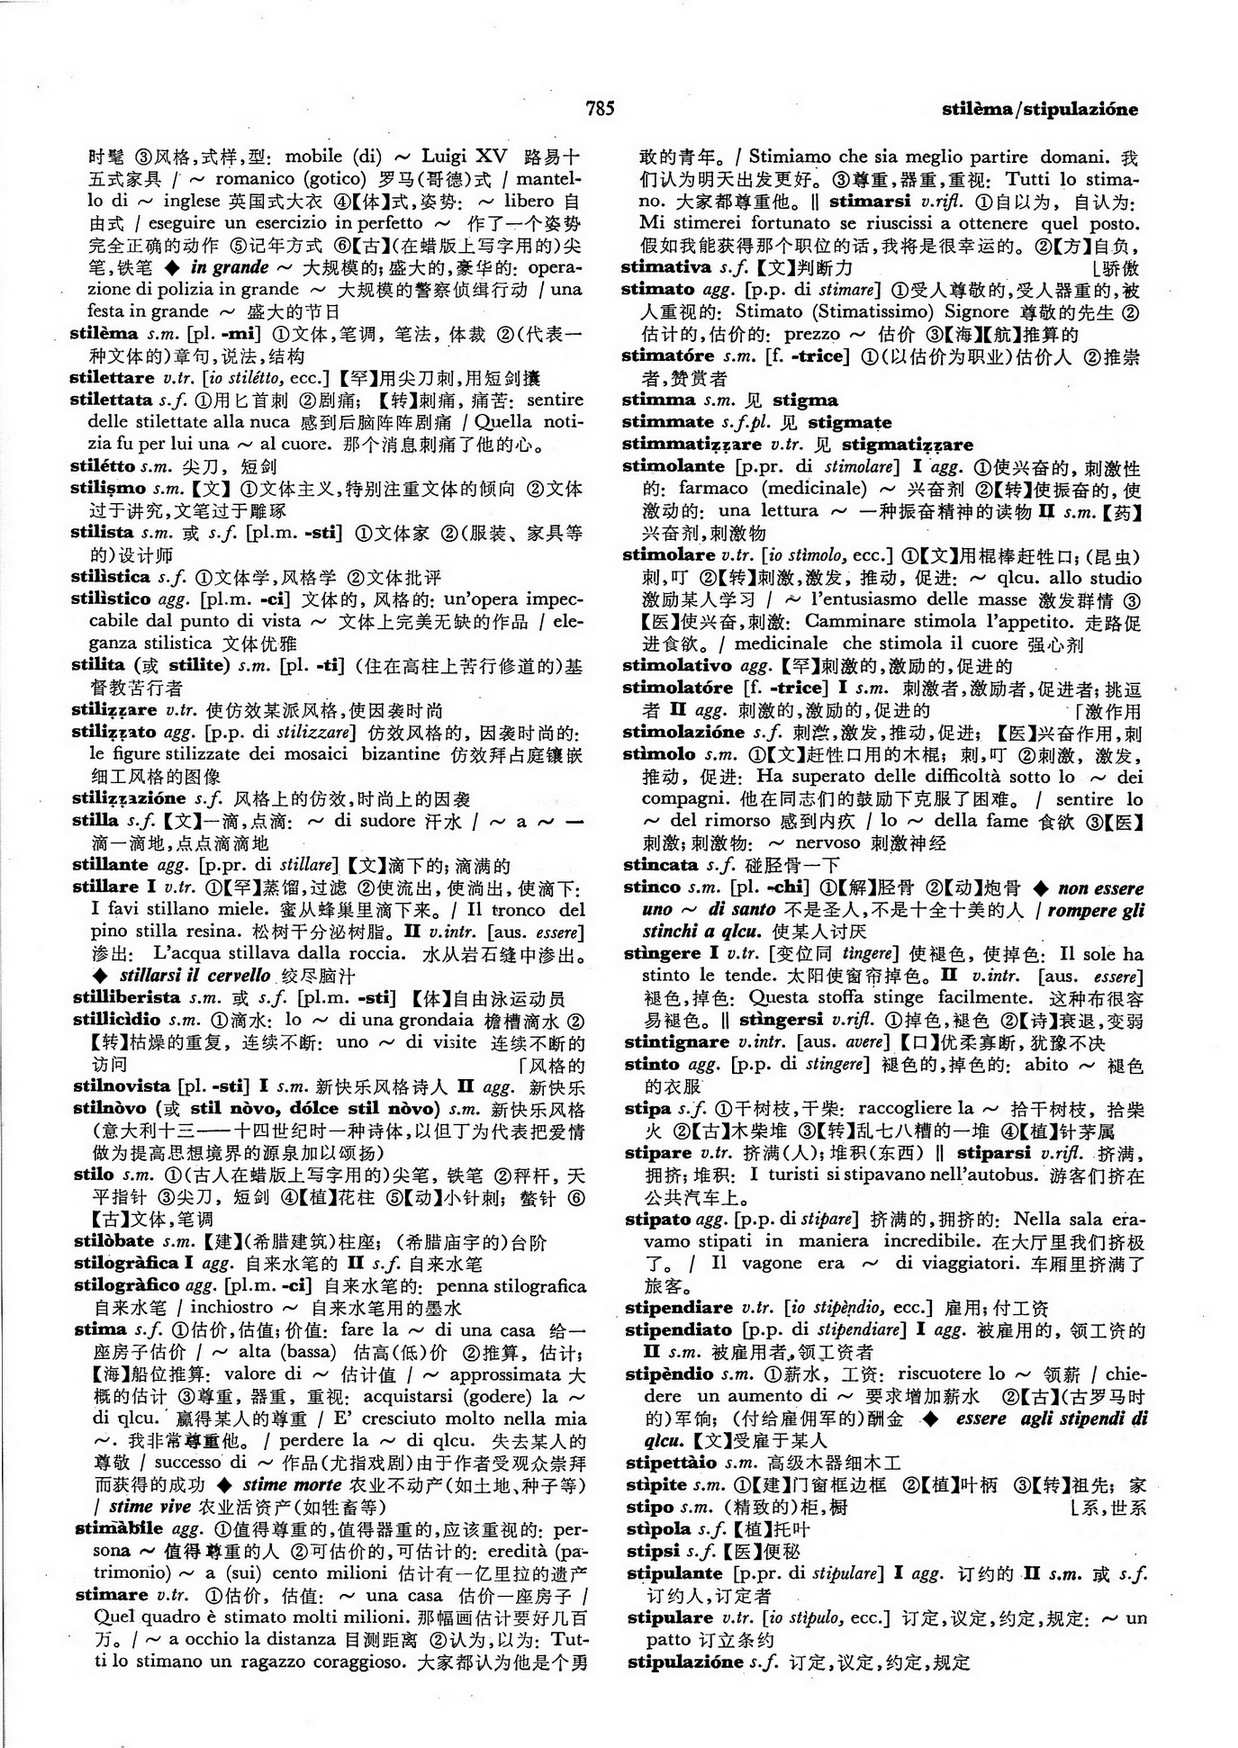 785
stilèma/stipulazióne
时髦 ③风格,式样,型: mobile (di) ～ Luigi XV 路易十
五式家具 / ～ romanico (gotico) 罗马(哥德)式 / mantel-
lo di ～ inglese 英国式大衣 ④【体】式,姿势: ～ libero 自
由式 / eseguire un esercizio in perfetto ～ 作了一个姿势
完全正确的动作 ⑤记年方式 ⑥【古】(在蜡版上写字用的)尖
笔,铁笔 ◆ in grande ～ 大规模的; 盛大的,豪华的: opera-
zione di polizia in grande ～ 大规模的警察侦缉行动 / una
festa in grande ～ 盛大的节日
stilèma s.m. [pl. -mi] ①文体,笔调, 笔法, 体裁 ②(代表一
种文体的)章句,说法,结构
stilettare v.tr. [io stilétto, ecc.]【罕】用尖刀刺,用短剑攮
stilettata s.f. ①用匕首刺 ②剧痛; 【转】刺痛, 痛苦: sentire
delle stilettate alla nuca 感到后脑阵阵剧痛 / Quella noti-
zia fu per lui una ～ al cuore. 那个消息刺痛了他的心。
stilétto s.m. 尖刀, 短剑
stilişmo s.m.【文】①文体主义,特别注重文体的倾向 ②文体
过于讲究,文笔过于雕琢
stilista s.m. 或 s.f. [pl.m. -sti] ①文体家 ②(服装、家具等
的)设计师
stilìstica s.f. ①文体学,风格学 ②文体批评
stilìstico agg. [pl.m. -ci] 文体的, 风格的: un'opera impec-
cabile dal punto di vista ～ 文体上完美无缺的作品 / ele-
ganza stilistica 文体优雅
stilita (或 stilite) s.m. [pl. -ti] (住在高柱上苦行修道的)基
督教苦行者
stiliẓẓare v.tr. 使仿效某派风格,使因袭时尚
stiliẓẓato agg. [p.p. di stilizzare] 仿效风格的, 因袭时尚的:
le figure stilizzate dei mosaici bizantine 仿效拜占庭镶嵌
细工风格的图像
stiliẓẓazióne s.f. 风格上的仿效,时尚上的因袭
stilla s.f.【文】一滴,点滴: ～ di sudore 汗水 / ～ a ～ 一
滴一滴地,点点滴滴地
stillante agg. [p.pr. di stillare]【文】滴下的; 滴满的
stillare I v.tr. ①【罕】蒸馏,过滤 ②使流出, 使淌出, 使滴下:
I favi stillano miele. 蜜从蜂巢里滴下来。/ Il tronco del
pino stilla resina. 松树干分泌树脂。II v.intr. [aus. essere]
渗出: L'acqua stillava dalla roccia. 水从岩石缝中渗出。
◆ stillarsi il cervello 绞尽脑汁
stilliberista s.m. 或 s.f. [pl.m. -sti] 【体】自由泳运动员
stillicìdio s.m. ①滴水: lo ～ di una grondaia 檐槽滴水 ②
【转】枯燥的重复, 连续不断: uno ～ di visite 连续不断的
访问 「风格的
stilnovista [pl. -sti] I s.m. 新快乐风格诗人 II agg. 新快乐
stilnòvo (或 stil nòvo, dólce stil nòvo) s.m. 新快乐风格
(意大利十三——十四世纪时一种诗体,以但丁为代表把爱情
做为提高思想境界的源泉加以颂扬)
stilo s.m. ①(古人在蜡版上写字用的)尖笔, 铁笔 ②秤杆, 天
平指针 ③尖刀, 短剑 ④【植】花柱 ⑤【动】小针刺; 螫针 ⑥
【古】文体,笔调
stilòbate s.m.【建】(希腊建筑)柱座; (希腊庙宇的)台阶
stilogràfica I agg. 自来水笔的 II s.f. 自来水笔
stilogràfico agg. [pl.m. -ci] 自来水笔的: penna stilografica
自来水笔 / inchiostro ～ 自来水笔用的墨水
stima s.f. ①估价,估值; 价值: fare la ～ di una casa 给一
座房子估价 / ～ alta (bassa) 估高(低)价 ②推算, 估计;
【海】船位推算: valore di ～ 估计值 / ～ approssimata 大
概的估计 ③尊重, 器重, 重视: acquistarsi (godere) la ～
di qlcu. 赢得某人的尊重 / E' cresciuto molto nella mia
～. 我非常尊重他。/ perdere la ～ di qlcu. 失去某人的
尊敬 / successo di ～ 作品(尤指戏剧)由于作者受观众崇拜
而获得的成功 ◆ stime morte 农业不动产(如土地、种子等)
/ stime vive 农业活资产(如牲畜等)
stimàbile agg. ①值得尊重的,值得器重的,应该重视的: per-
sona ～ 值得尊重的人 ②可估价的,可估计的: eredità (pa-
trimonio) ～ a (sui) cento milioni 估计有一亿里拉的遗产
stimare v.tr. ①估价, 估值: ～ una casa 估价一座房子 /
Quel quadro è stimato molti milioni. 那幅画估计要好几百
万。/ ～ a occhio la distanza 目测距离 ②认为,以为: Tut-
ti lo stimano un ragazzo coraggioso. 大家都认为他是个勇
敢的青年。/ Stimiamo che sia meglio partire domani. 我
们认为明天出发更好。③尊重,器重,重视: Tutti lo stima-
no. 大家都尊重他。‖ stimarsi v.rifl. ①自以为, 自认为:
Mi stimerei fortunato se riuscissi a ottenere quel posto.
假如我能获得那个职位的话,我将是很幸运的。②【方】自负,
stimativa s.f.【文】判断力 ⌊骄傲
stimato agg. [p.p. di stimare] ①受人尊敬的,受人器重的,被
人重视的: Stimato (Stimatissimo) Signore 尊敬的先生 ②
估计的,估价的: prezzo ～ 估价 ③【海】【航】推算的
stimatóre s.m. [f. -trice] ①(以估价为职业)估价人 ②推崇
者,赞赏者
stimma s.m. 见 stigma
stimmate s.f.pl. 见 stigmate
stimmatiẓẓare v.tr. 见 stigmatiẓẓare
stimolante [p.pr. di stimolare] I agg. ①使兴奋的, 刺激性
的: farmaco (medicinale) ～ 兴奋剂 ②【转】使振奋的, 使
激动的: una lettura ～ 一种振奋精神的读物 II s.m.【药】
兴奋剂,刺激物
stimolare v.tr. [io stìmolo, ecc.] ①【文】用棍棒赶牲口; (昆虫)
刺,叮 ②【转】刺激,激发, 推动, 促进: ～ qlcu. allo studio
激励某人学习 / ～ l'entusiasmo delle masse 激发群情 ③
【医】使兴奋,刺激: Camminare stimola l'appetito. 走路促
进食欲。/ medicinale che stimola il cuore 强心剂
stimolativo agg. 【罕】刺激的,激励的,促进的
stimolatóre [f. -trice] I s.m. 刺激者,激励者,促进者; 挑逗
者 II agg. 刺激的,激励的,促进的 「激作用
stimolazióne s.f. 刺激,激发,推动,促进; 【医】兴奋作用,刺
stìmolo s.m. ①【文】赶牲口用的木棍; 刺,叮 ②刺激, 激发,
推动, 促进: Ha superato delle difficoltà sotto lo ～ dei
compagni. 他在同志们的鼓励下克服了困难。 / sentire lo
～ del rimorso 感到内疚 / lo ～ della fame 食欲 ③【医】
刺激; 刺激物: ～ nervoso 刺激神经
stincata s.f. 碰胫骨一下
stinco s.m. [pl. -chi] ①【解】胫骨 ②【动】炮骨 ◆ non essere
uno ～ di santo 不是圣人,不是十全十美的人 / rompere gli
stinchi a qlcu. 使某人讨厌
stìngere I v.tr. [变位同 tingere] 使褪色, 使掉色: Il sole ha
stinto le tende. 太阳使窗帘掉色。II v.intr. [aus. essere]
褪色,掉色: Questa stoffa stinge facilmente. 这种布很容
易褪色。‖ stìngersi v.rifl. ①掉色,褪色 ②【诗】衰退,变弱
stintignare v.intr. [aus. avere]【口】优柔寡断, 犹豫不决
stinto agg. [p.p. di stingere] 褪色的,掉色的: abito ～ 褪色
的衣服
stipa s.f. ①干树枝,干柴: raccogliere la ～ 拾干树枝, 拾柴
火 ②【古】木柴堆 ③【转】乱七八糟的一堆 ④【植】针茅属
stipare v.tr. 挤满(人); 堆积(东西) ‖ stiparsi v.rifl. 挤满,
拥挤; 堆积: I turisti si stipavano nell'autobus. 游客们挤在
公共汽车上。
stipato agg. [p.p. di stipare] 挤满的,拥挤的: Nella sala era-
vamo stipati in maniera incredibile. 在大厅里我们挤极
了。 / Il vagone era ～ di viaggiatori. 车厢里挤满了
旅客。
stipendiare v.tr. [io stipèndio, ecc.] 雇用; 付工资
stipendiato [p.p. di stipendiare] I agg. 被雇用的, 领工资的
II s.m. 被雇用者,领工资者
stipèndio s.m. ①薪水, 工资: riscuotere lo ～ 领薪 / chie-
dere un aumento di ～ 要求增加薪水 ②【古】(古罗马时
的)军饷; (付给雇佣军的)酬金 ◆ essere agli stipendi di
qlcu.【文】受雇于某人
stipettàio s.m. 高级木器细木工
stìpite s.m. ①【建】门窗框边框 ②【植】叶柄 ③【转】祖先; 家
stipo s.m. (精致的)柜,橱 ⌊系,世系
stìpola s.f.【植】托叶
stipsi s.f.【医】便秘
stipulante [p.pr. di stipulare] I agg. 订约的 II s.m. 或 s.f.
订约人,订定者
stipulare v.tr. [io stìpulo, ecc.] 订定,议定,约定,规定: ～ un
patto 订立条约
stipulazióne s.f. 订定,议定,约定,规定